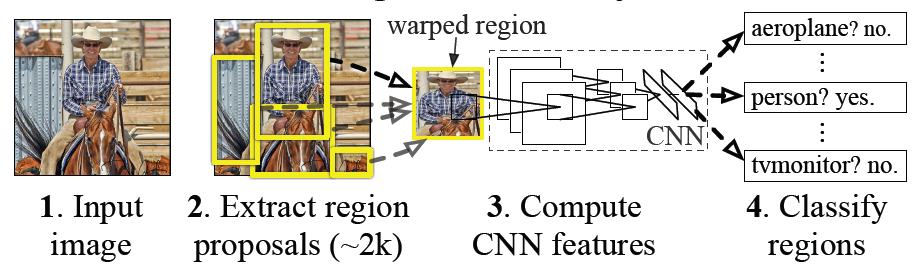 warped region
aeroplane? no.
⋮
person? yes.
⋮
tvmonitor? no.
CNN
1. Input
image
2. Extract region
proposals (~2k)
3. Compute
CNN features
4. Classify
regions